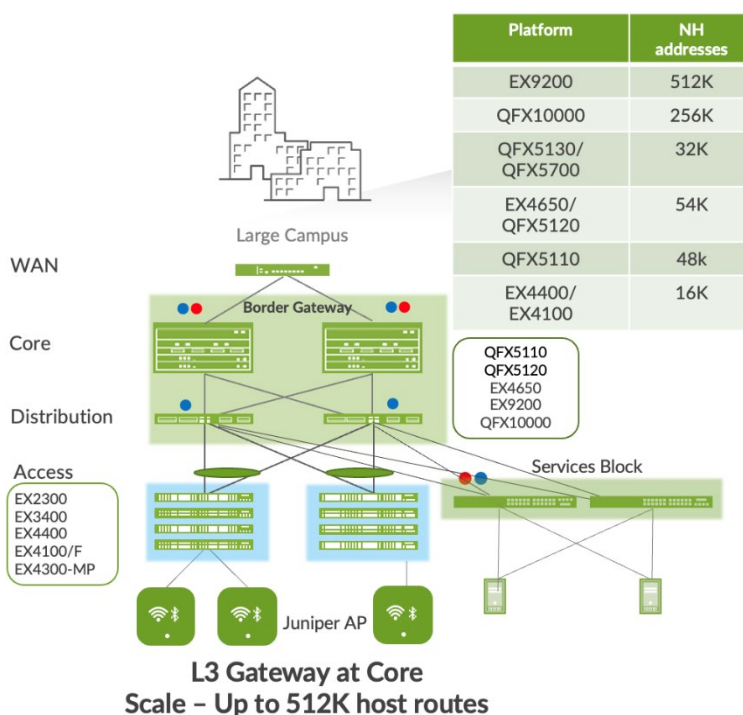 Platform
NH
addresses
EX9200
512K
QFX10000
256K
QFX5130/
QFX5700
32K
EX4650/
QFX5120
54K
QFX5110
48k
EX4400/
EX4100
16K
Large Campus
WAN
Border Gateway
Core
QFX5110
QFX5120
EX4650
EX9200
QFX10000
Distribution
Access
EX2300
EX3400
EX4400
EX4100/F
EX4300-MP
Services Block
Juniper AP
L3 Gateway at Core
Scale – Up to 512K host routes